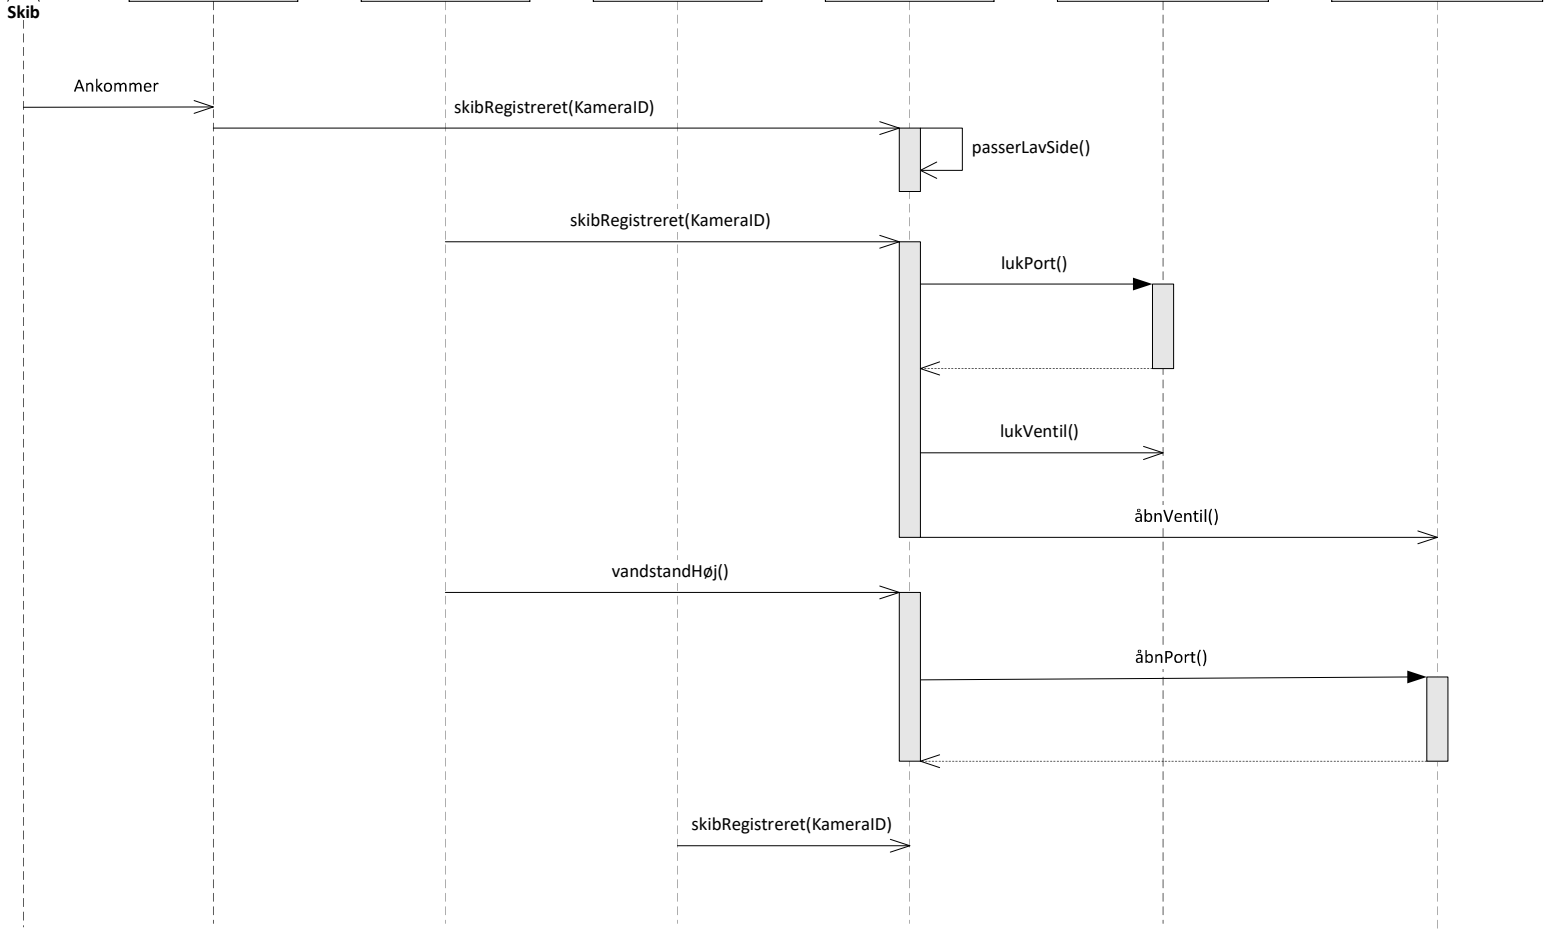 Skib
Ankommer
skibRegistreret(KameraID)
passerLavSide()
skibRegistreret(KameraID)
lukPort()
lukVentil()
åbnVentil()
vandstandHøj()
åbnPort()
skibRegistreret(KameraID)